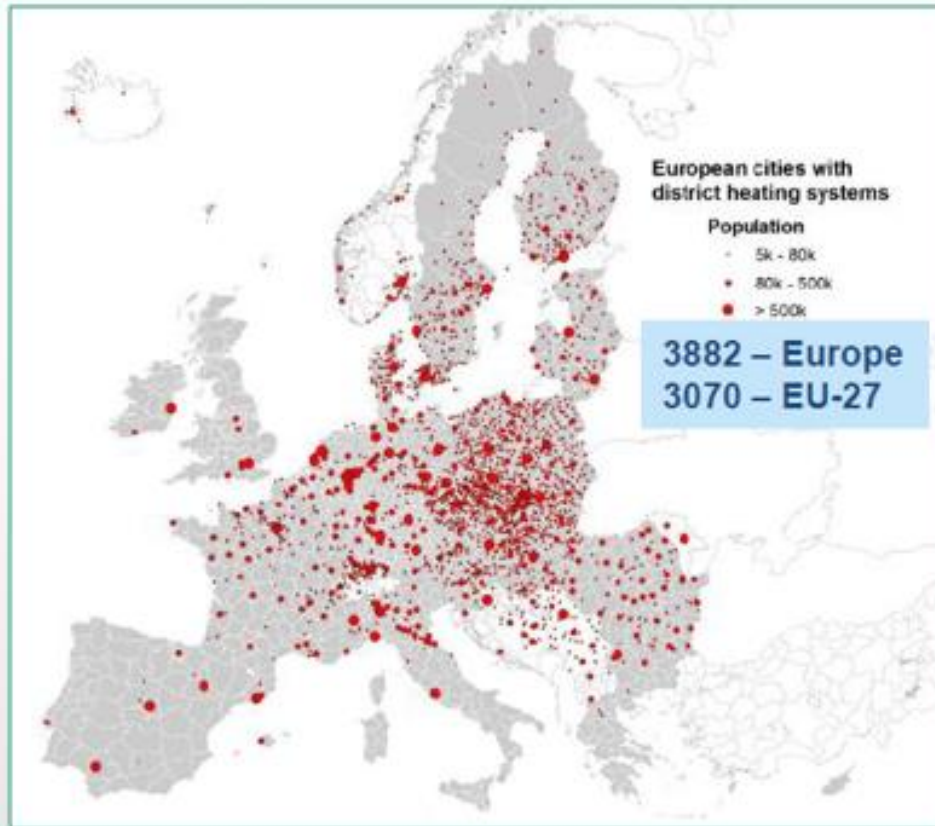 European cities with
district heating systems
Population
5k - 80k
80k - 500k
> 500k
3882 – Europe
3070 – EU-27